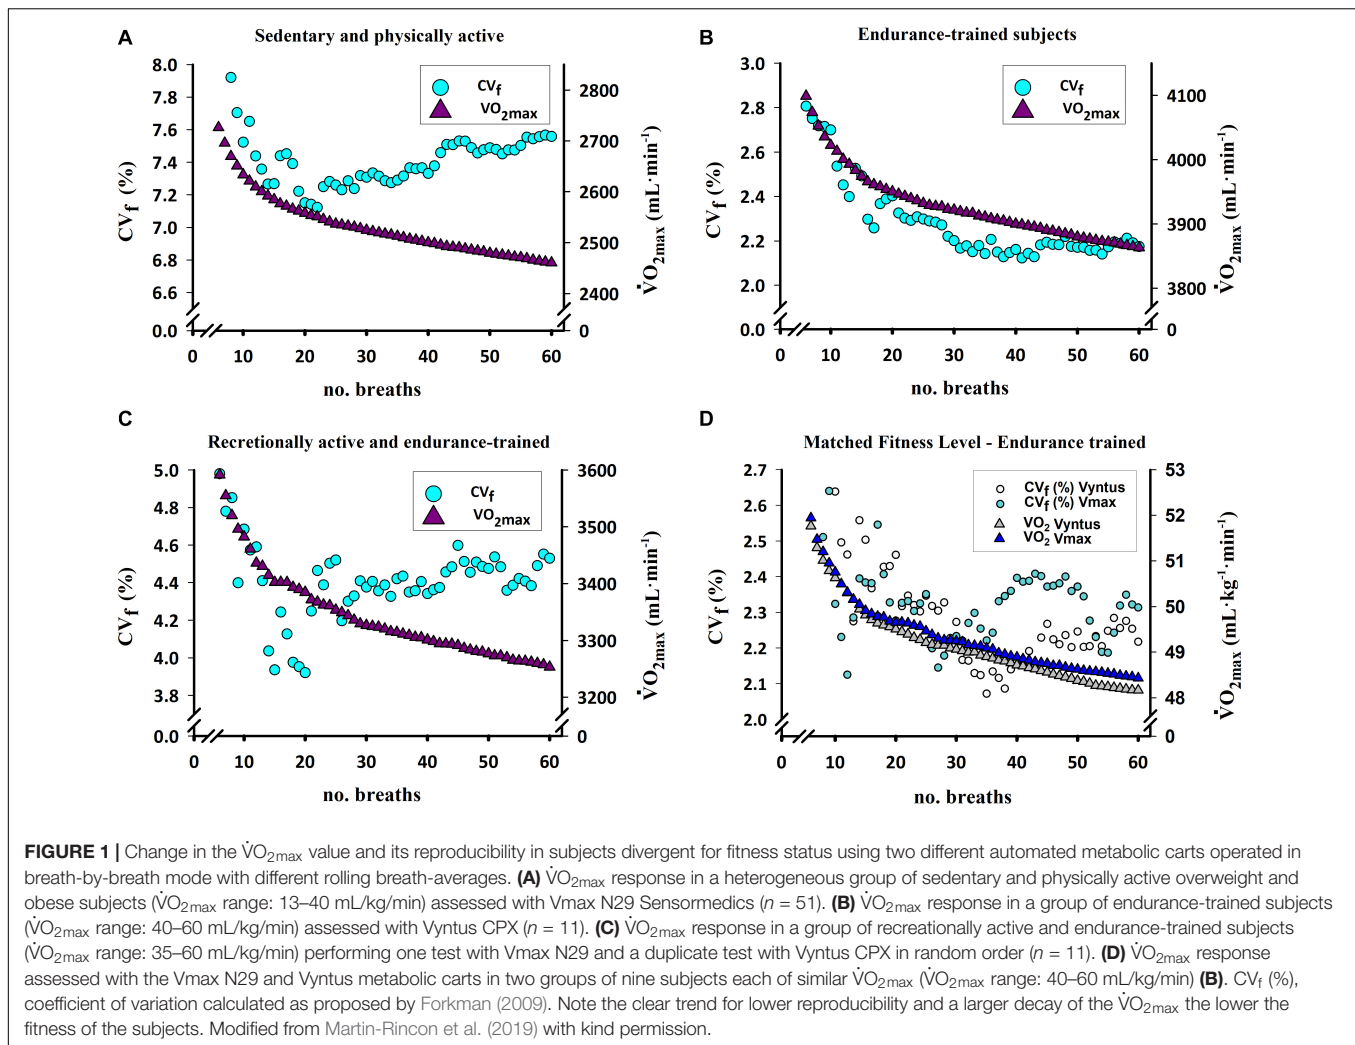 A
Sedentary and physically active
8.0
7.8
7.6
7.4
7.2
7.0
6.8
6.6
0.0
CVf (%)
CVf
VO2max
2800
2700
2600
2500
2400
0
V̇O2max (mL·min-1)
0 10 20 30 40 50 60
no. breaths
B
Endurance-trained subjects
3.0
2.8
2.6
2.4
2.2
2.0
0.0
CVf (%)
CVf
VO2max
4100
4000
3900
3800
0
V̇O2max (mL·min-1)
0 10 20 30 40 50 60
no. breaths
C
Recretionally active and endurance-trained
5.0
4.8
4.6
4.4
4.2
4.0
3.8
0.0
CVf (%)
CVf
VO2max
3600
3500
3400
3300
3200
0
V̇O2max (mL·min-1)
0 10 20 30 40 50 60
no. breaths
D
Matched Fitness Level - Endurance trained
2.7
2.6
2.5
2.4
2.3
2.2
2.1
2.0
0.0
CVf (%)
CVf (%) Vyntus
CVf (%) Vmax
VO2 Vyntus
VO2 Vmax
53
52
51
50
49
48
0
V̇O2max (mL·kg-1·min-1)
0 10 20 30 40 50 60
no. breaths
FIGURE 1 | Change in the V̇O2max value and its reproducibility in subjects divergent for fitness status using two different automated metabolic carts operated in
breath-by-breath mode with different rolling breath-averages. (A) V̇O2max response in a heterogeneous group of sedentary and physically active overweight and
obese subjects (V̇O2max range: 13–40 mL/kg/min) assessed with Vmax N29 Sensormedics (n = 51). (B) V̇O2max response in a group of endurance-trained subjects
(V̇O2max range: 40–60 mL/kg/min) assessed with Vyntus CPX (n = 11). (C) V̇O2max response in a group of recreationally active and endurance-trained subjects
(V̇O2max range: 35–60 mL/kg/min) performing one test with Vmax N29 and a duplicate test with Vyntus CPX in random order (n = 11). (D) V̇O2max response
assessed with the Vmax N29 and Vyntus metabolic carts in two groups of nine subjects each of similar V̇O2max (V̇O2max range: 40–60 mL/kg/min) (B). CVf (%),
coefficient of variation calculated as proposed by Forkman (2009). Note the clear trend for lower reproducibility and a larger decay of the V̇O2max the lower the
fitness of the subjects. Modified from Martin-Rincon et al. (2019) with kind permission.